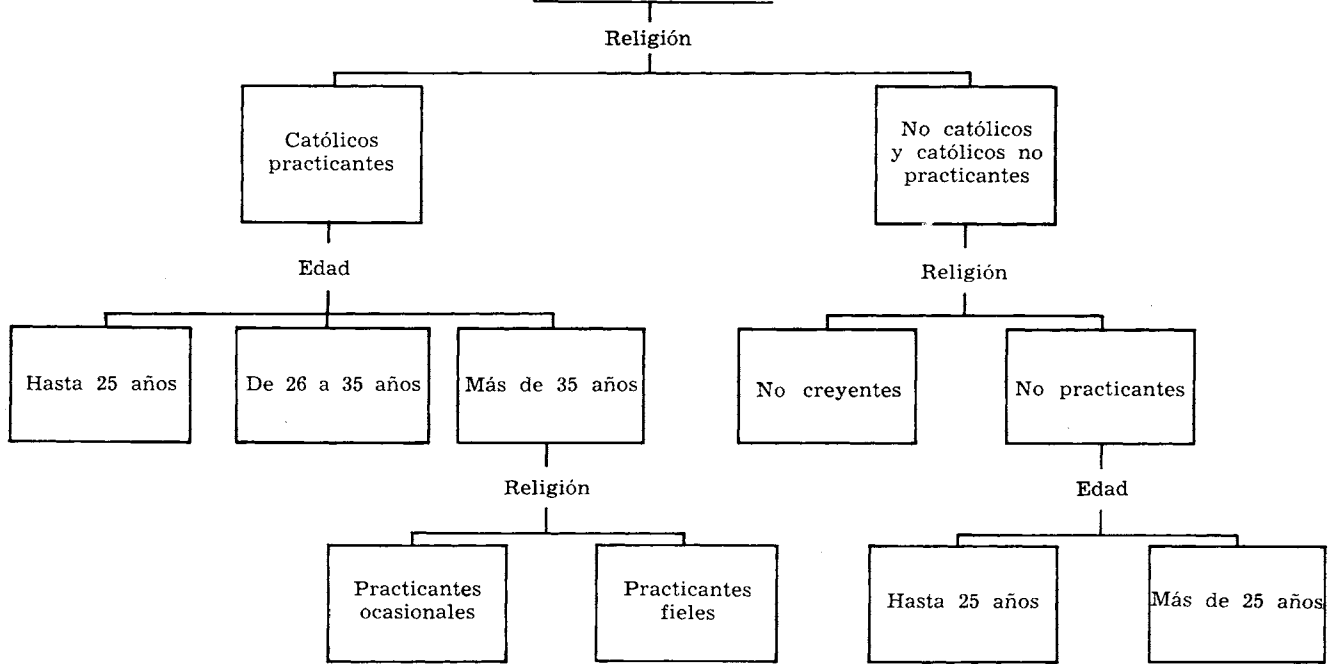 Religión
Católicos
practicantes
No católicos
y católicos no
practicantes
Edad
Religión
Hasta 25 años
De 26 a 35 años
Más de 35 años
No creyentes
No practicantes
Religión
Edad
Practicantes
ocasionales
Practicantes
fieles
Hasta 25 años
Más de 25 años